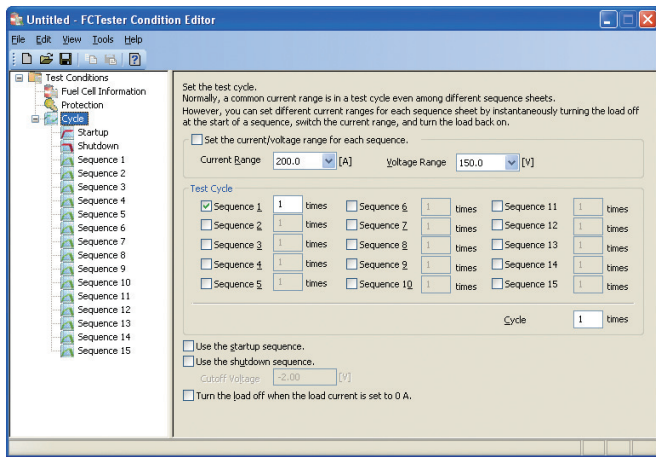 Untitled - FCTester Condition Editor
File Edit View Tools Help
Test Conditions
Fuel Cell Information
Protection
Cycle
Startup
Shutdown
Sequence 1
Sequence 2
Sequence 3
Sequence 4
Sequence 5
Sequence 6
Sequence 7
Sequence 8
Sequence 9
Sequence 10
Sequence 11
Sequence 12
Sequence 13
Sequence 14
Sequence 15
Set the test cycle.
Normally, a common current range is in a test cycle even among different sequence sheets.
However, you can set different current ranges for each sequence sheet by instantaneously turning the load off
at the start of a sequence, switch the current range, and turn the load back on.
Set the current/voltage range for each sequence.
Current Range 200.0 [A] Voltage Range 150.0 [V]
Test Cycle
Sequence 1 1 times Sequence 6 1 times Sequence 11 1 times
Sequence 2 1 times Sequence 7 1 times Sequence 12 1 times
Sequence 3 1 times Sequence 8 1 times Sequence 13 1 times
Sequence 4 1 times Sequence 9 1 times Sequence 14 1 times
Sequence 5 1 times Sequence 10 1 times Sequence 15 1 times
Cycle 1 times
Use the startup sequence.
Use the shutdown sequence.
Cutoff Voltage -2.00 [V]
Turn the load off when the load current is set to 0 A.